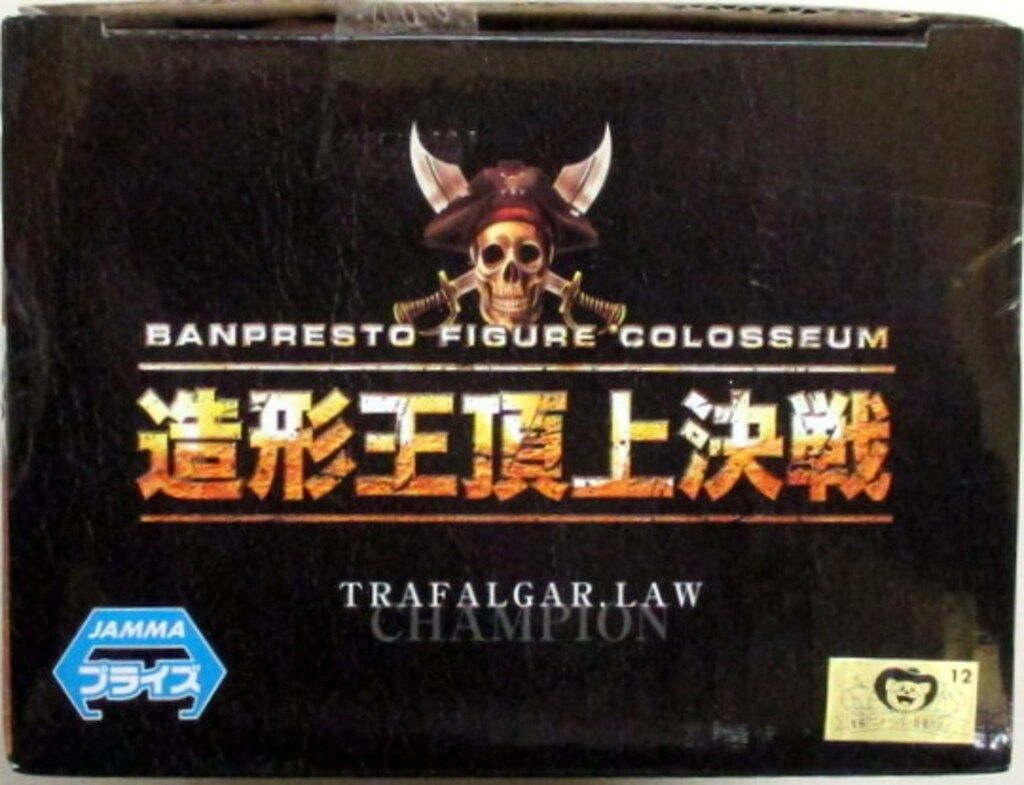 BANPRESTO FIGURE COLOSSEUM
造形王頂上決戦
TRAFALGAR.LAW
CHAMPION
JAMMA
プライズ
12